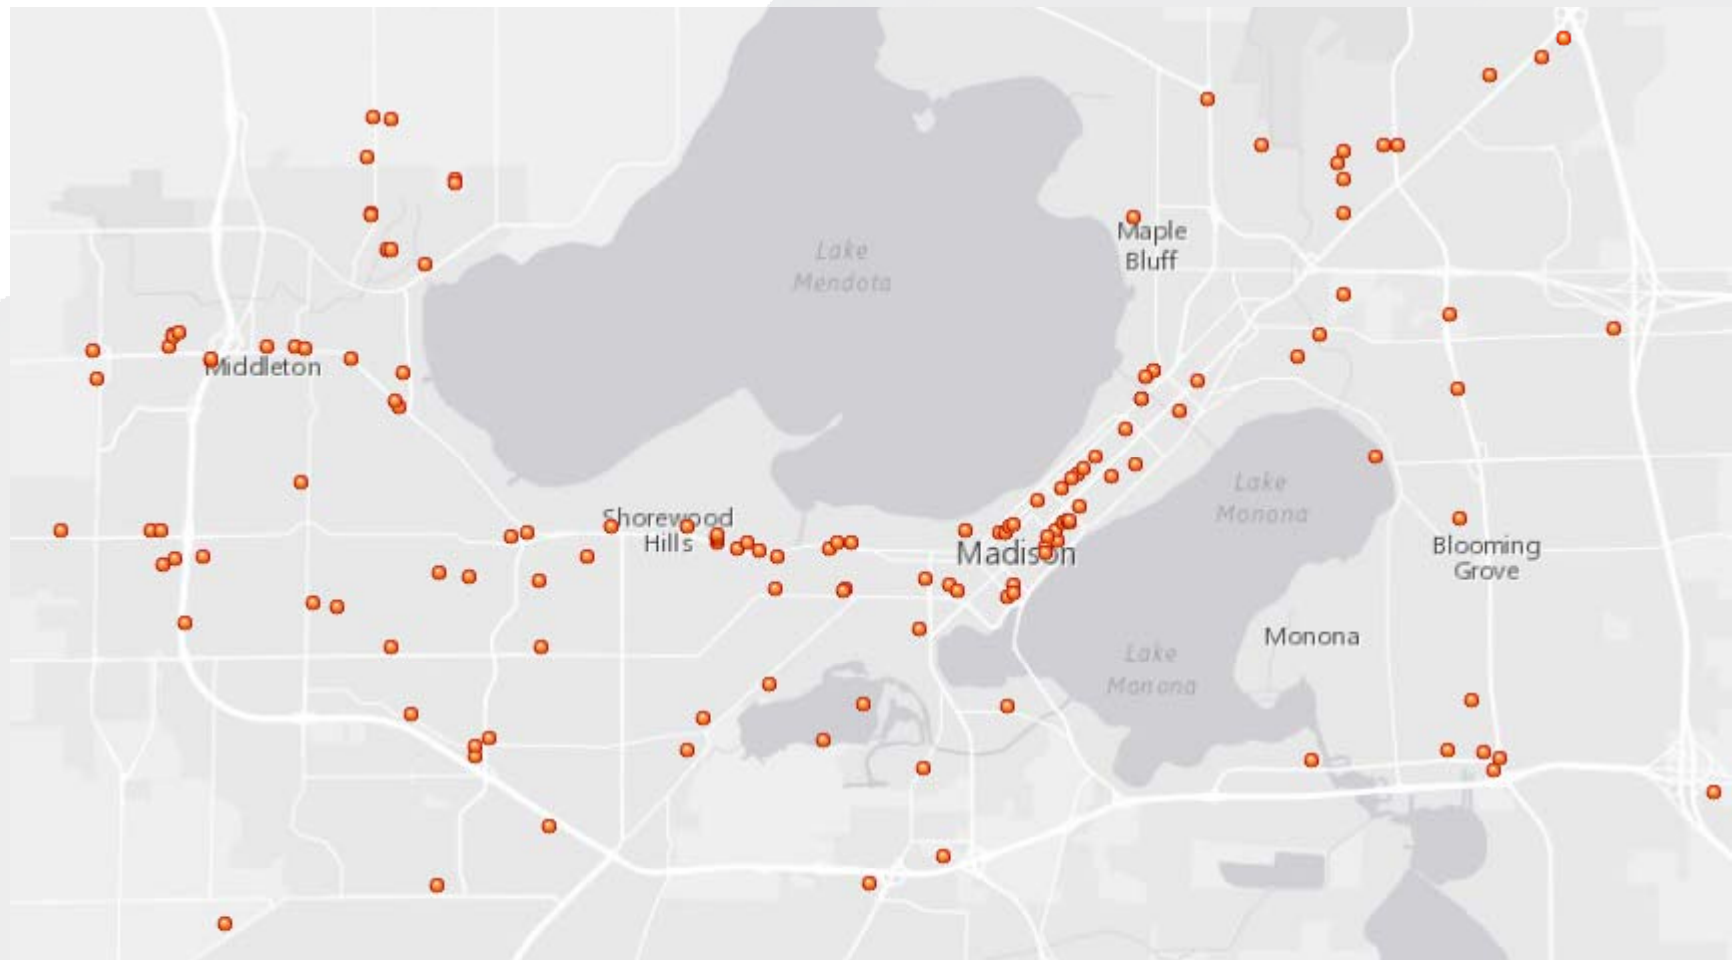 Lake
Mendota
Maple
Bluff
Middleton
Shorewood
Hills
Madison
Lake
Monona
Blooming
Grove
Monona
Lake
Monona